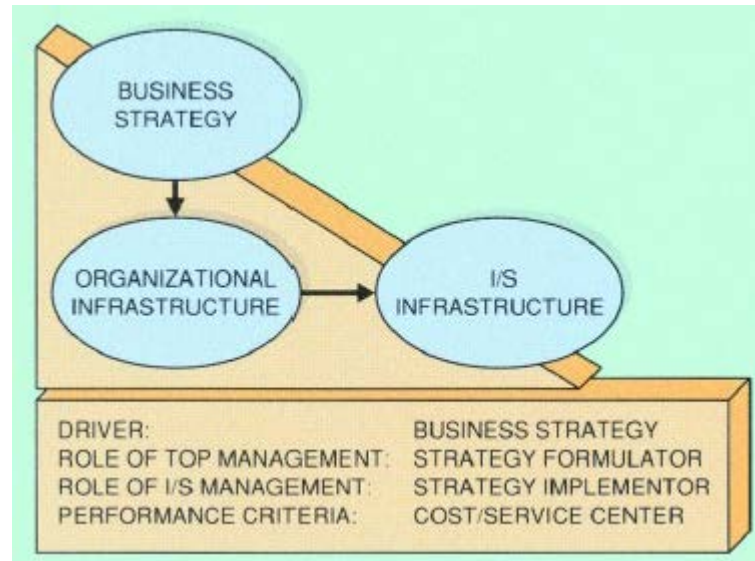 BUSINESS
STRATEGY
ORGANIZATIONAL
INFRASTRUCTURE
I/S
INFRASTRUCTURE
DRIVER: BUSINESS STRATEGY
ROLE OF TOP MANAGEMENT: STRATEGY FORMULATOR
ROLE OF I/S MANAGEMENT: STRATEGY IMPLEMENTOR
PERFORMANCE CRITERIA: COST/SERVICE CENTER